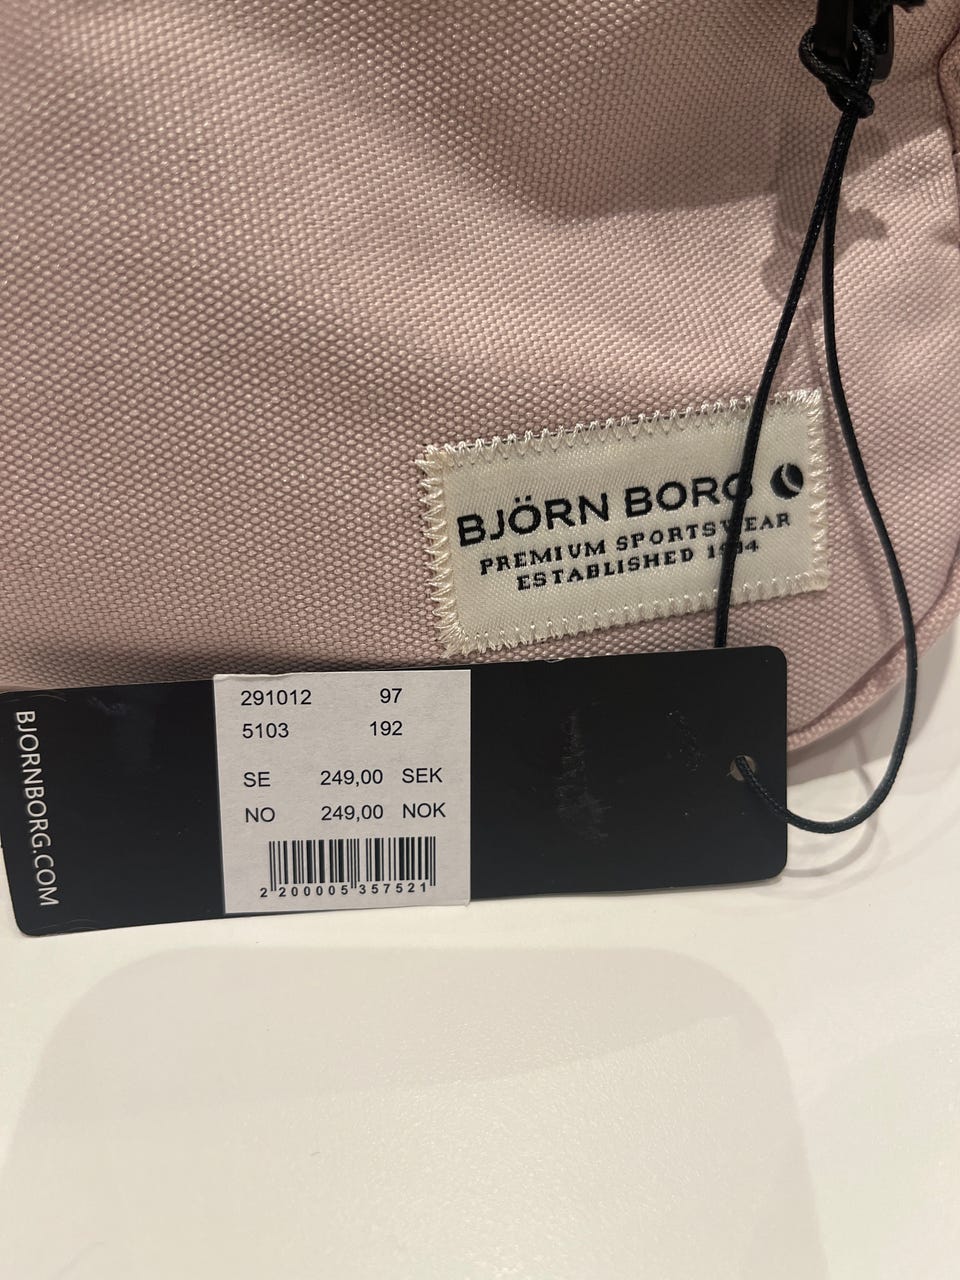 BJÖRN BORG
PREMIUM SPORTSWEAR
ESTABLISHED
BJORNBORG.COM
291012 97
5103 192
SE 249,00 SEK
NO 249,00 NOK
2 200005 357521